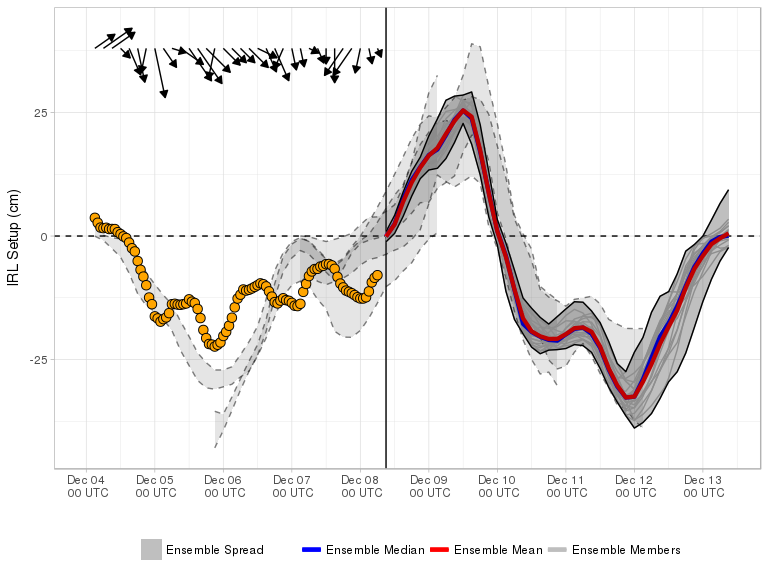 IRL Setup (cm)
25
0
-25
Dec 04 Dec 05 Dec 06 Dec 07 Dec 08 Dec 09 Dec 10 Dec 11 Dec 12 Dec 13
00 UTC 00 UTC 00 UTC 00 UTC 00 UTC 00 UTC 00 UTC 00 UTC 00 UTC 00 UTC
Ensemble Spread Ensemble Median Ensemble Mean Ensemble Members